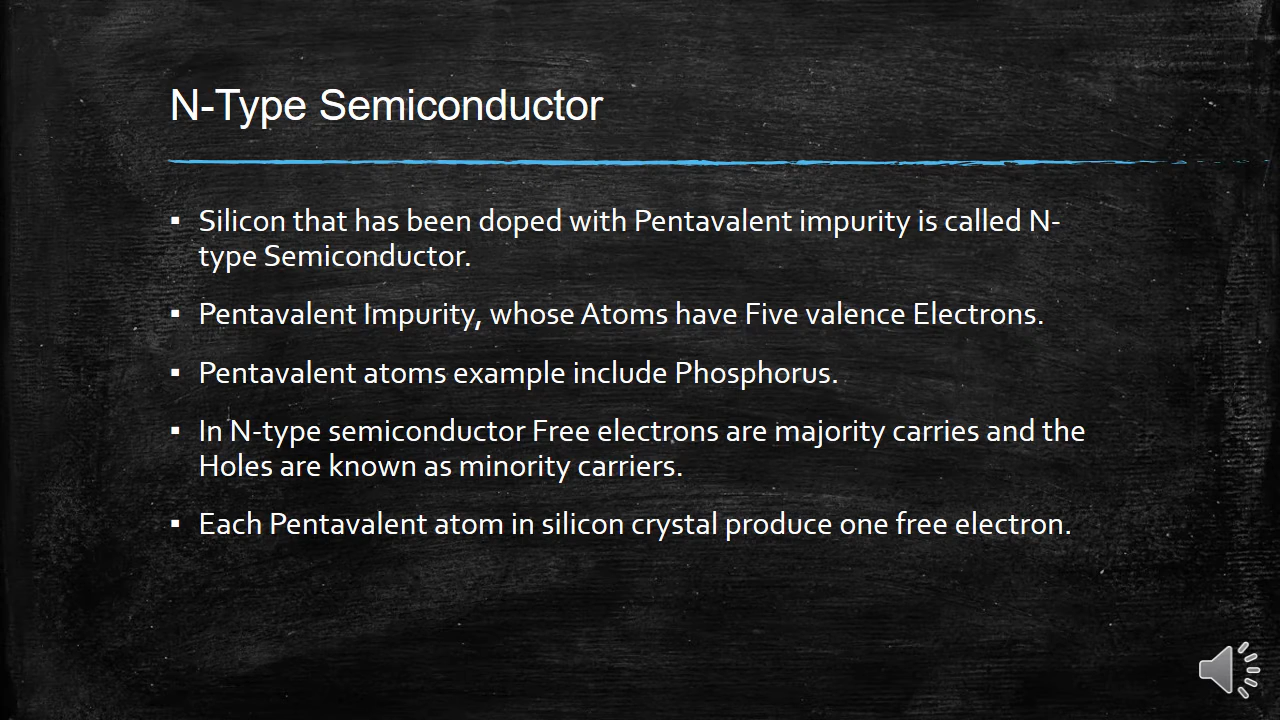 N-Type Semiconductor
▪ Silicon that has been doped with Pentavalent impurity is called N-
type Semiconductor.
▪ Pentavalent Impurity, whose Atoms have Five valence Electrons.
▪ Pentavalent atoms example include Phosphorus.
▪ In N-type semiconductor Free electrons are majority carries and the
Holes are known as minority carriers.
▪ Each Pentavalent atom in silicon crystal produce one free electron.